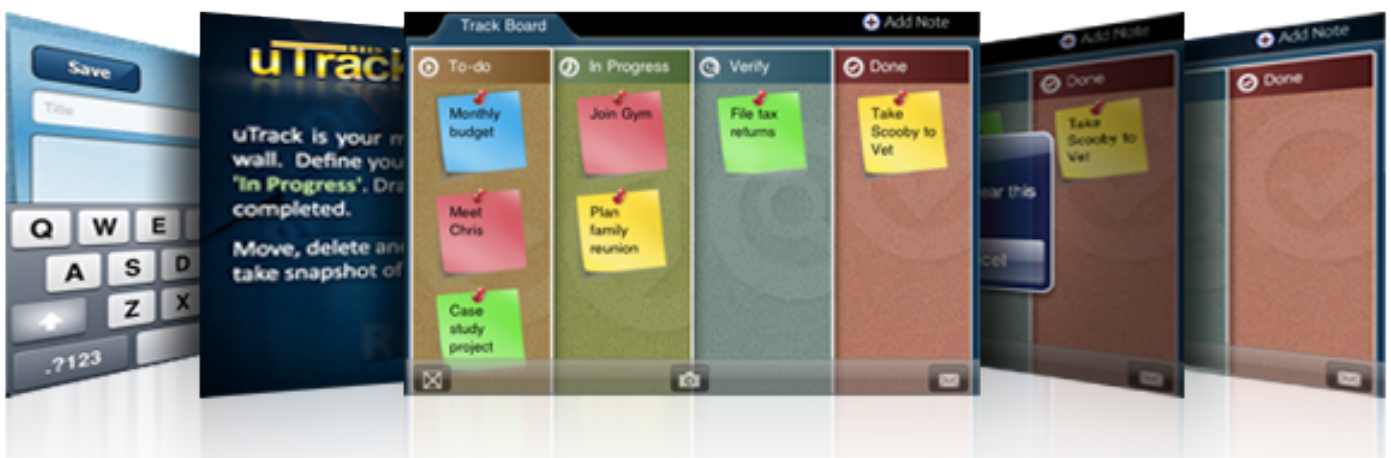 Save
Title
Q W E
A S D
Z X
.?123
uTrack
uTrack is your
wall. Define you
'In Progress'. Dra
completed.
Move, delete and
take snapshot of
Track Board
Add Note
To-do
In Progress
Verify
Done
Monthly
budget
Meet
Chris
Case
study
project
Join Gym
Plan
family
reunion
File tax
returns
Take
Scooby to
Vet
Add Note
Done
Take
Scooby to
Vet
ear this
cel
Add Note
Done